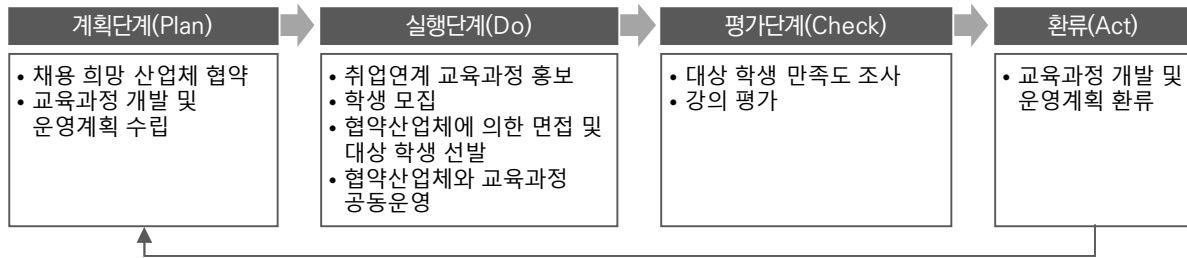 계획단계(Plan)
• 채용 희망 산업체 협약
• 교육과정 개발 및
운영계획 수립
실행단계(Do)
• 취업연계 교육과정 홍보
• 학생 모집
• 협약산업체에 의한 면접 및
대상 학생 선발
• 협약산업체와 교육과정
공동운영
평가단계(Check)
• 대상 학생 만족도 조사
• 강의 평가
환류(Act)
• 교육과정 개발 및
운영계획 환류